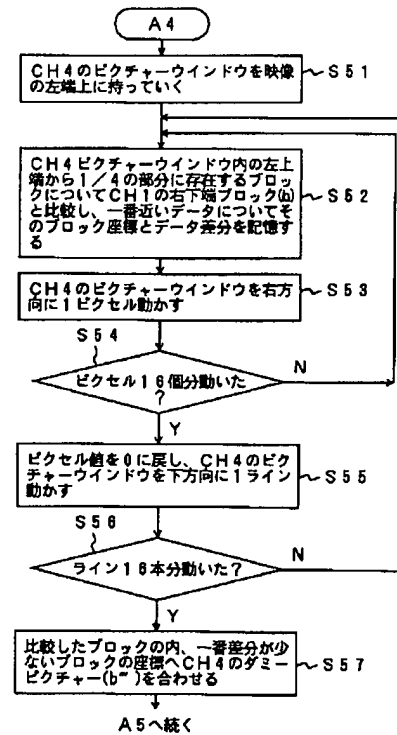 A4
CH4のピクチャーウインドウを映像
の左端上に持っていく
S51
CH4ピクチャーウインドウ内の左上
端から1/4の部分に存在するブロッ
クについてCH1の右下端ブロック(b)
と比較し、一番近いデータについてそ
のブロック座標とデータ差分を記憶す
る
S52
CH4のピクチャーウインドウを右方
向に1ピクセル動かす
S53
S54
ピクセル16個分動いた
?
N
Y
ピクセル値を0に戻し、CH4のピク
チャーウインドウを下方向に1ライン
動かす
S55
S56
ライン16本分動いた?
N
Y
比較したブロックの内、一番差分が少
ないブロックの座標へCH4のダミー
ピクチャー(b''')を合わせる
S57
A5へ続く